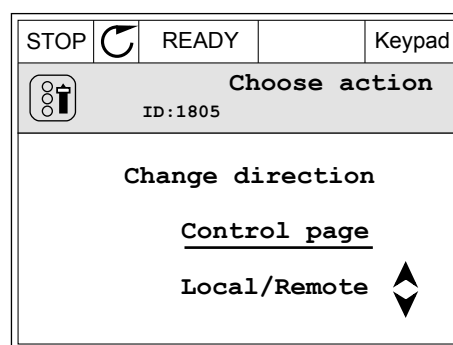 STOP READY Keypad
Choose action
ID:1805
Change direction
Control page
Local/Remote